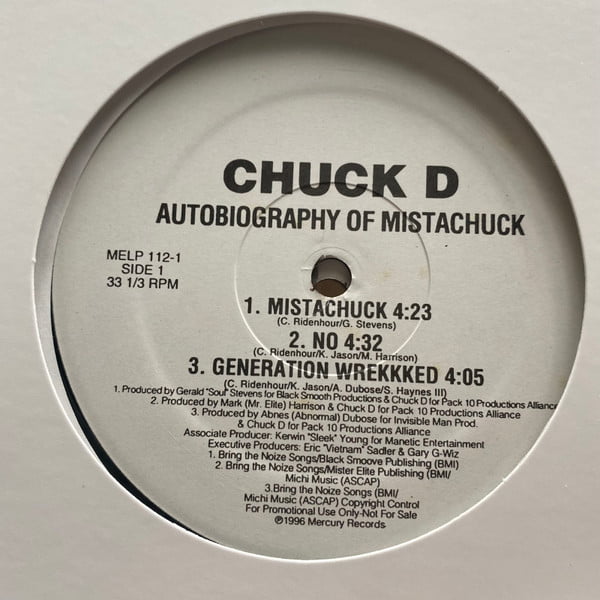 CHUCK D
AUTOBIOGRAPHY OF MISTACHUCK
MELP 112-1
SIDE 1
33 1/3 RPM
1. MISTACHUCK 4:23
(C. Ridenhour/G. Stevens)
2. NO 4:32
(C. Ridenhour/K. Jason/M. Harrison)
3. GENERATION WREKKKED 4:05
(C. Ridenhour/K. Jason/A. Dubose/S. Haynes III)
1. Produced by Gerald "Soul" Stevens for Black Smooth Productions & Chuck D for Pack 10 Productions Alliance
2. Produced by Mark (Mr. Elite) Harrison & Chuck D for Pack 10 Productions Alliance
3. Produced by Abnes (Abnormal) Dubose for Invisible Man Prod.
& Chuck D for Pack 10 Productions Alliance
Associate Producer: Kerwin "Sleek" Young for Manetic Entertainment
Executive Producers: Eric "Vietnam" Sadler & Gary G-Wiz
1. Bring the Noize Songs/Black Smoove Publishing (BMI)
2. Bring the Noize Songs/Mister Elite Publishing (BMI/
Michi Music (ASCAP)
3.Bring the Noize Songs (BMI/
Michi Music (ASCAP) Copyright Control
For Promotional Use Only-Not For Sale
℗1996 Mercury Records